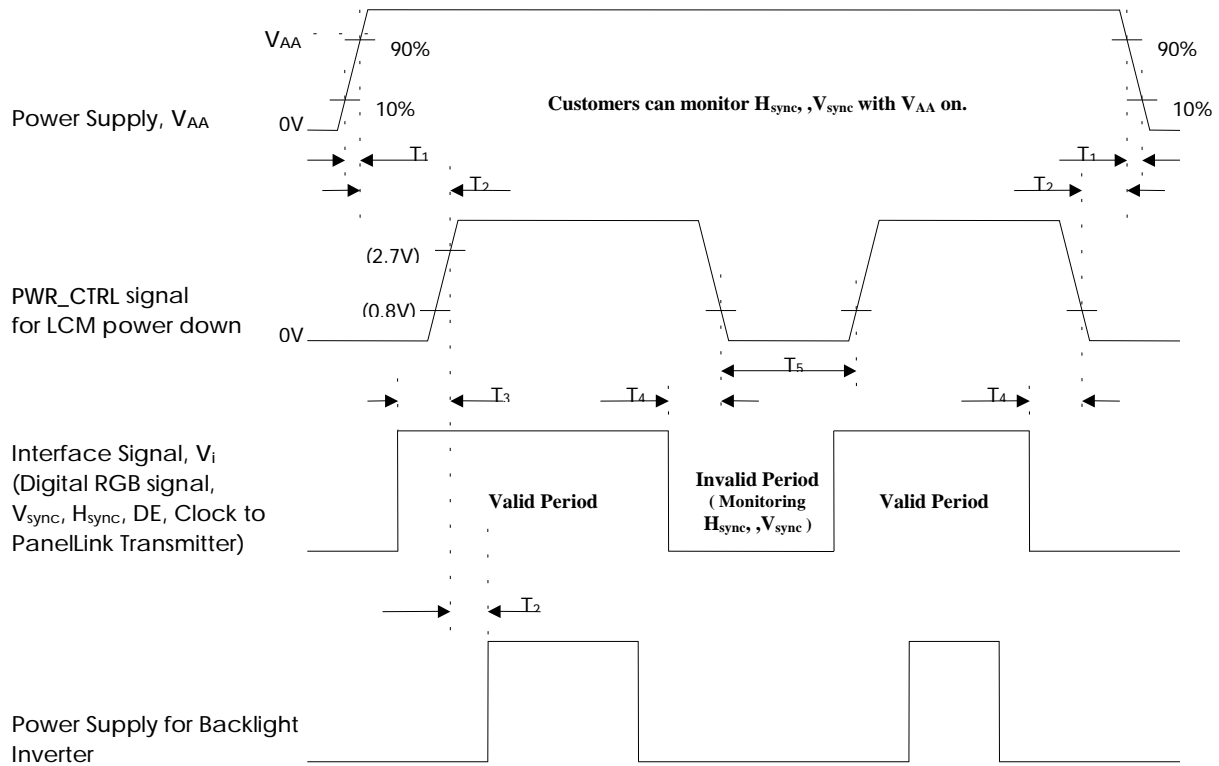 VAA
90%
90%
10%
10%
Customers can monitor Hsync, ,Vsync with VAA on.
Power Supply, VAA
0V
T1
T1
T2
T2
(2.7V)
PWR_CTRL signal
for LCM power down
(0.8V)
0V
T5
T3
T4
T4
Interface Signal, Vi
(Digital RGB signal,
Vsync, Hsync, DE, Clock to
PanelLink Transmitter)
Valid Period
Invalid Period
( Monitoring
Hsync, ,Vsync )
Valid Period
T2
Power Supply for Backlight
Inverter